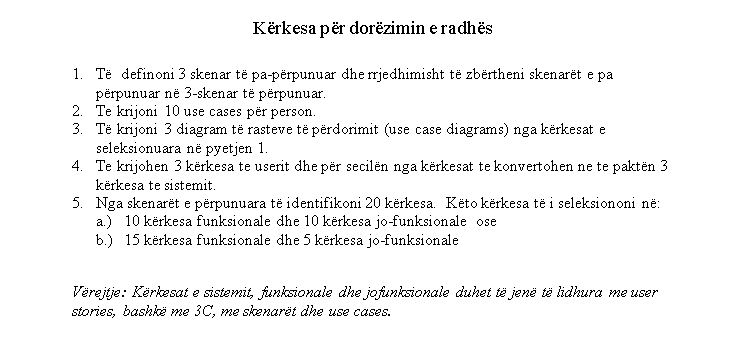 Kërkesa për dorëzimin e radhës
1. Të definoni 3 skenar të pa-përpunuar dhe rrjedhimisht të zbërtheni skenarët e pa
përpunuar në 3-skenar të përpunuar.
2. Te krijoni 10 use cases për person.
3. Të krijoni 3 diagram të rasteve të përdorimit (use case diagrams) nga kërkesat e
seleksionuara në pyetjen 1.
4. Te krijohen 3 kërkesa te userit dhe për secilën nga kërkesat te konvertohen ne te paktën 3
kërkesa te sistemit.
5. Nga skenarët e përpunuara të identifikoni 20 kërkesa. Këto kërkesa të i seleksiononi në:
a.) 10 kërkesa funksionale dhe 10 kërkesa jo-funksionale ose
b.) 15 kërkesa funksionale dhe 5 kërkesa jo-funksionale
Vërejtje: Kërkesat e sistemit, funksionale dhe jofunksionale duhet të jenë të lidhura me user
stories, bashkë me 3C, me skenarët dhe use cases.